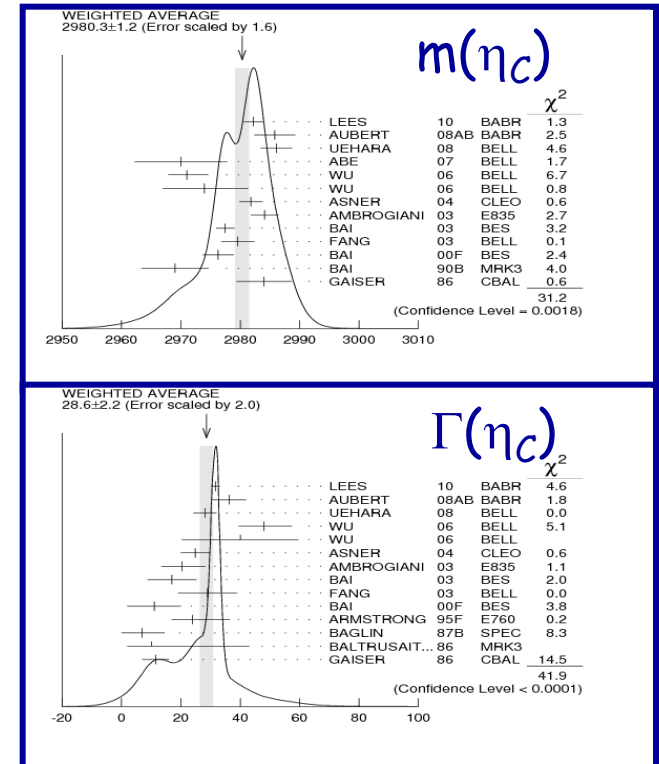 WEIGHTED AVERAGE
2980.3±1.2 (Error scaled by 1.6)
m(ηC)
χ2
LEES 10 BABR 1.3
AUBERT 08AB BABR 2.5
UEHARA 08 BELL 4.6
ABE 07 BELL 1.7
WU 06 BELL 6.7
WU 06 BELL 0.8
ASNER 04 CLEO 0.6
AMBROGIANI 03 E835 2.7
BAI 03 BES 3.2
FANG 03 BELL 0.1
BAI 00F BES 2.4
BAI 90B MRK3 4.0
GAISER 86 CBAL 0.6
31.2
(Confidence Level = 0.0018)
2950 2960 2970 2980 2990 3000 3010
WEIGHTED AVERAGE
28.6±2.2 (Error scaled by 2.0)
Γ(ηC)
χ2
LEES 10 BABR 4.6
AUBERT 08AB BABR 1.8
UEHARA 08 BELL 0.0
WU 06 BELL 5.1
WU 06 BELL
ASNER 04 CLEO 0.6
AMBROGIANI 03 E835 1.1
BAI 03 BES 2.0
FANG 03 BELL 0.0
BAI 00F BES 3.8
ARMSTRONG 95F E760 0.2
BAGLIN 87B SPEC 8.3
BALTRUSAIT... 86 MRK3
GAISER 86 CBAL 14.5
41.9
(Confidence Level < 0.0001)
-20 0 20 40 60 80 100